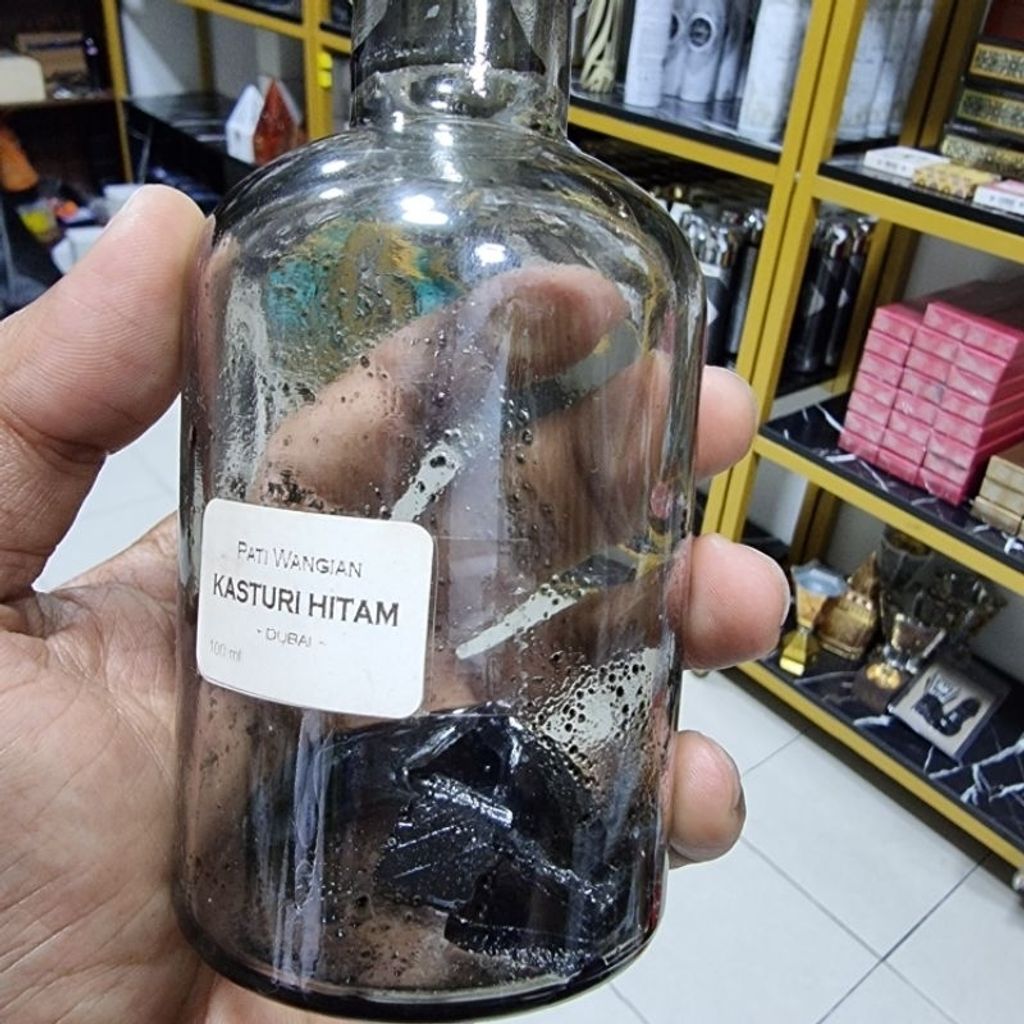 PATI WANGIAN
KASTURI HITAM
- DUBAI -
100 ml